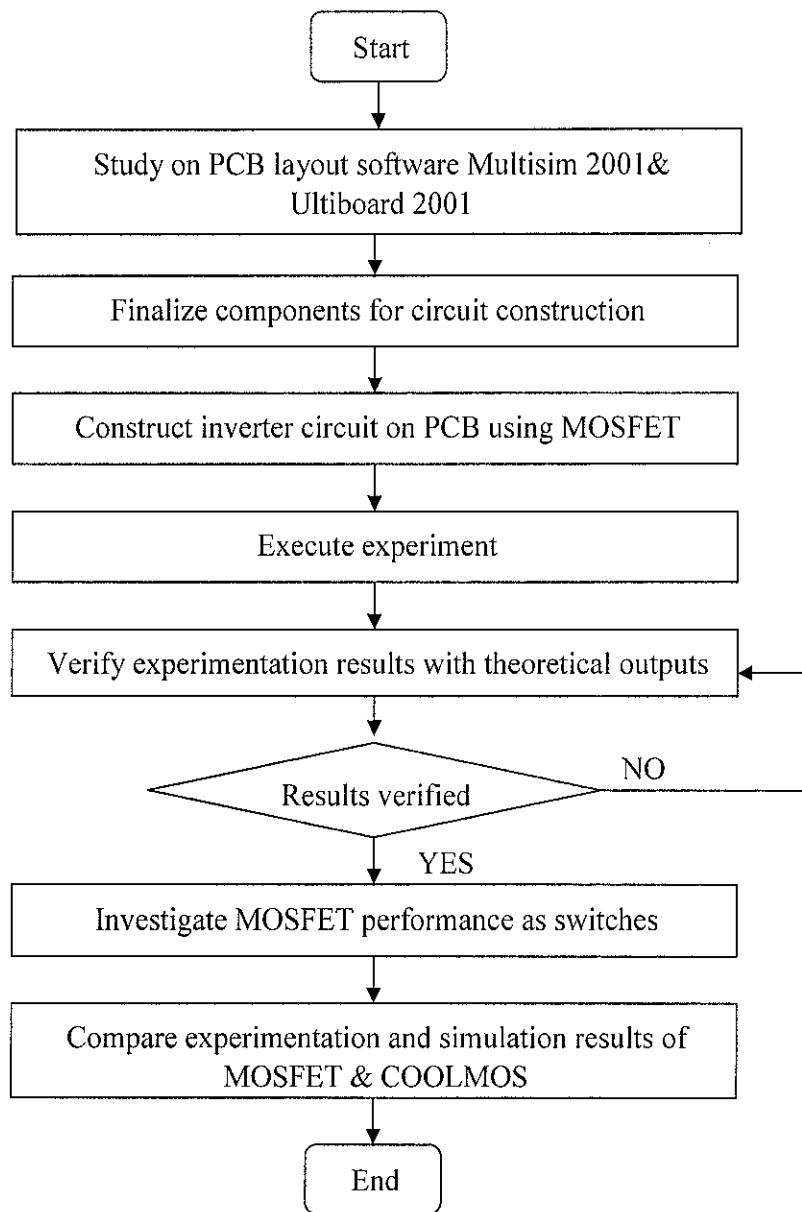 Start
Study on PCB layout software Multisim 2001&
Ultiboard 2001
Finalize components for circuit construction
Construct inverter circuit on PCB using MOSFET
Execute experiment
Verify experimentation results with theoretical outputs
Results verified
NO
YES
Investigate MOSFET performance as switches
Compare experimentation and simulation results of
MOSFET & COOLMOS
End